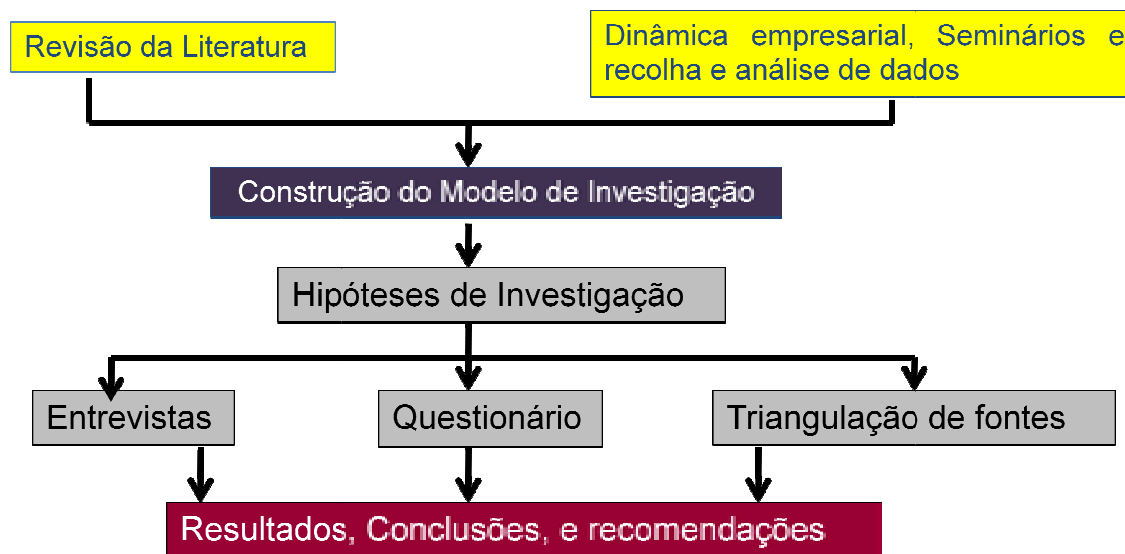 Revisão da Literatura
Dinâmica empresarial, Seminários e
recolha e análise de dados
Construção do Modelo de Investigação
Hipóteses de Investigação
Entrevistas
Questionário
Triangulação de fontes
Resultados, Conclusões, e recomendações